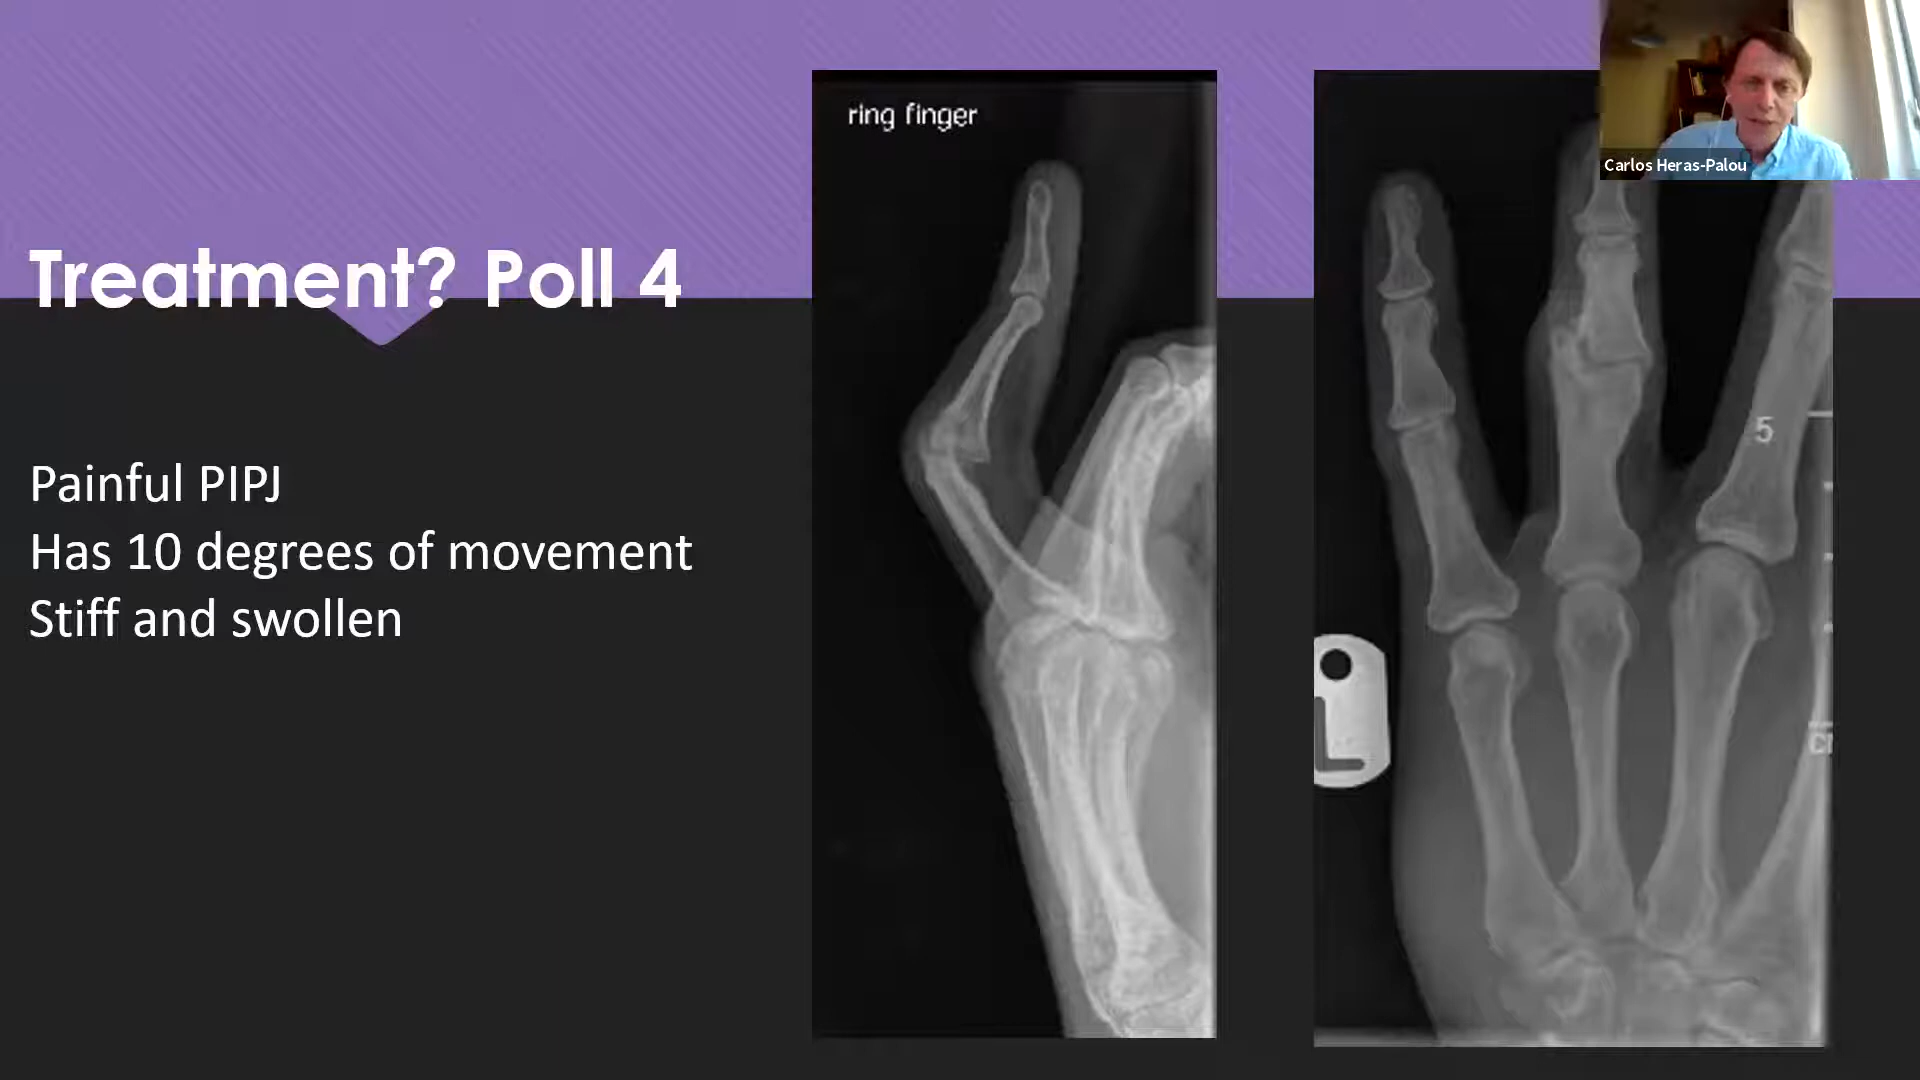 Treatment? Poll 4
Painful PIPJ
Has 10 degrees of movement
Stiff and swollen
ring finger
Carlos Heras-Palou
5
L